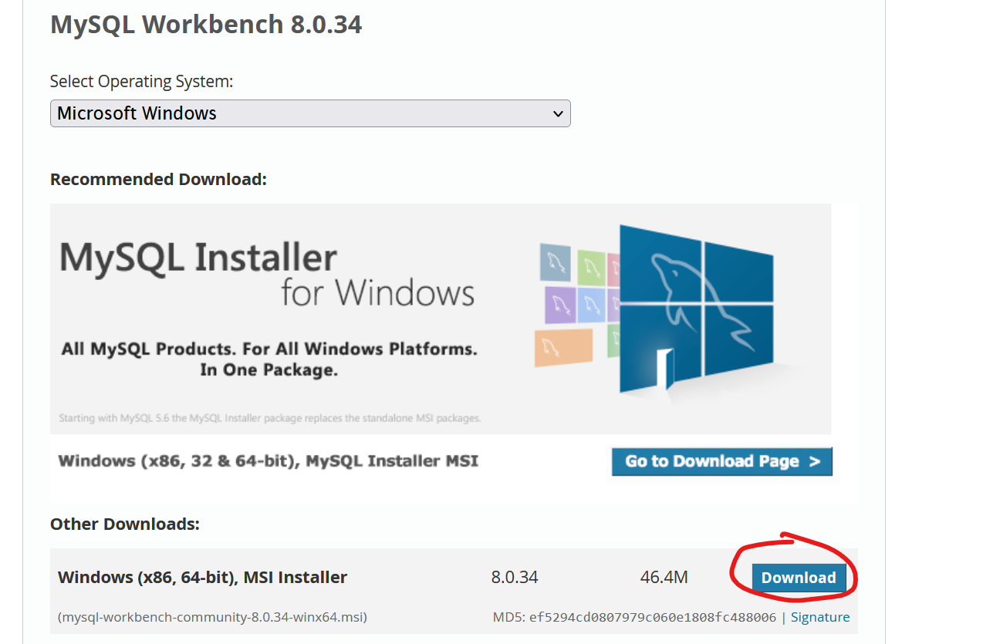 MySQL Workbench 8.0.34
Select Operating System:
Microsoft Windows
Recommended Download:
MySQL Installer
for Windows
All MySQL Products. For All Windows Platforms.
In One Package.
Starting with MySQL 5.6 the MySQL Installer package replaces the standalone MSI packages.
Windows (x86, 32 & 64-bit), MySQL Installer MSI
Go to Download Page >
Other Downloads:
Windows (x86, 64-bit), MSI Installer 8.0.34 46.4M Download
(mysql-workbench-community-8.0.34-winx64.msi) MD5: ef5294cd0807979c060e1808fc488006 | Signature